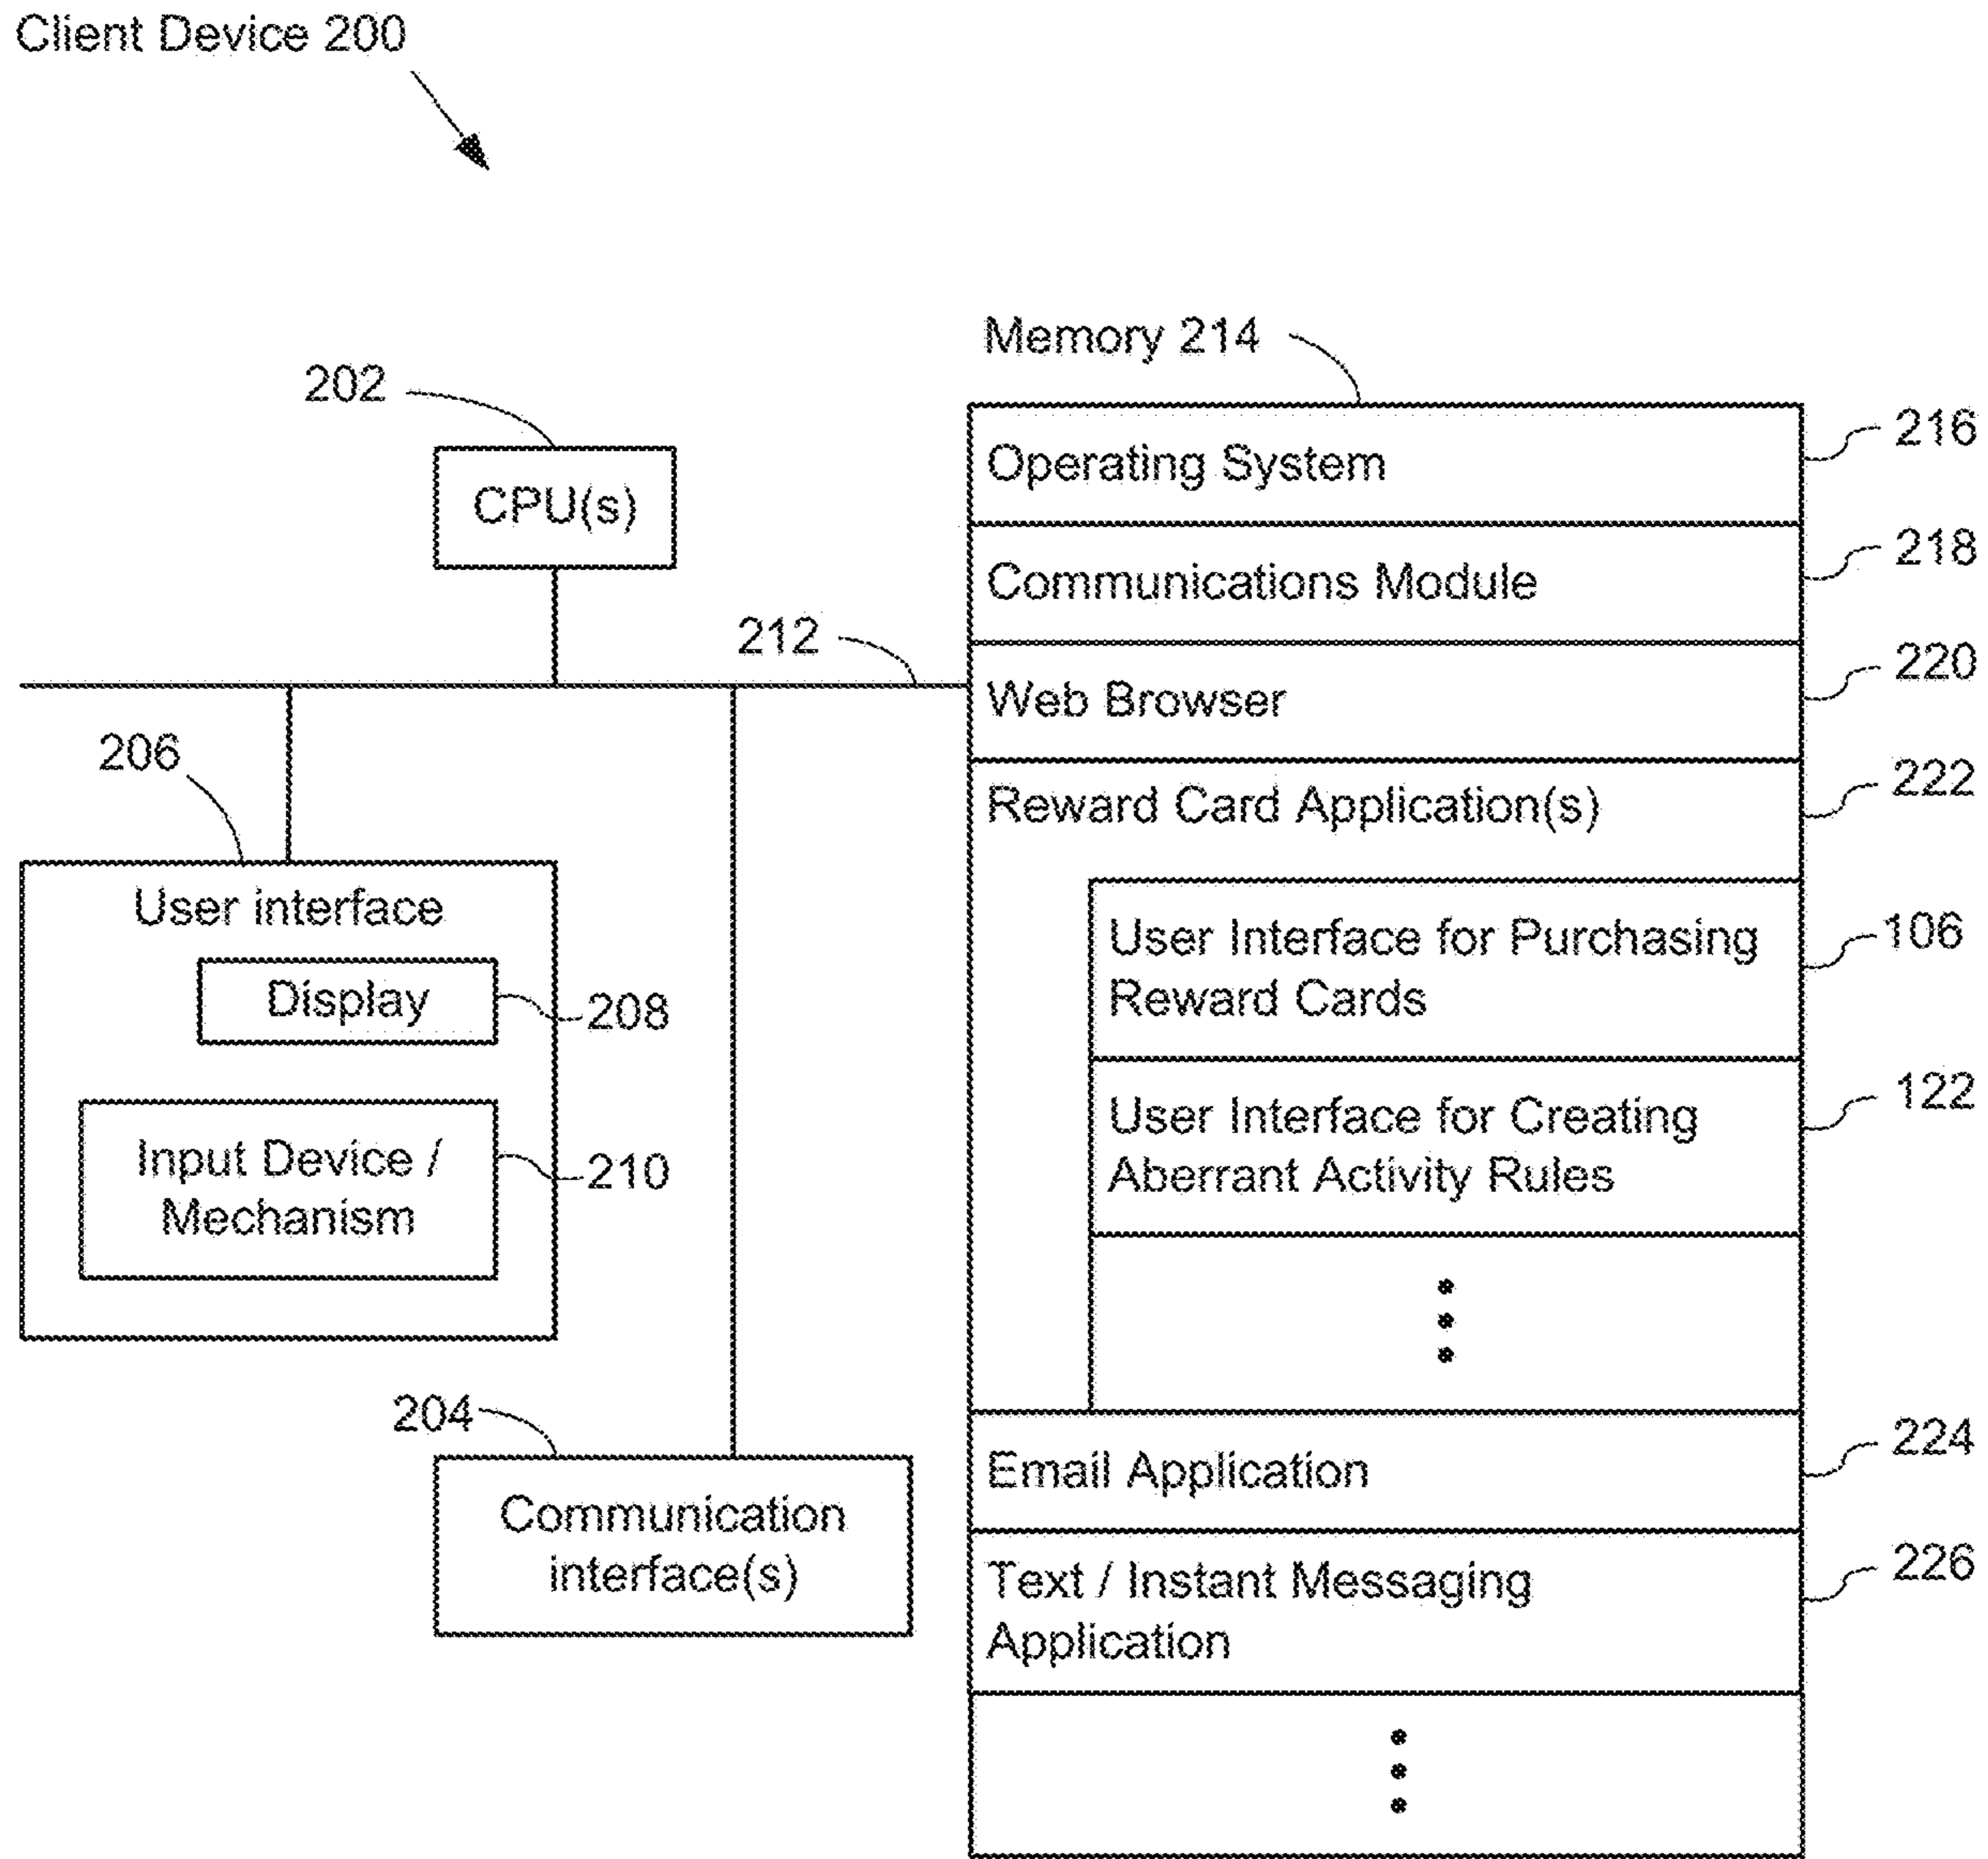 Client Device 200
202
CPU(s)
212
206
User interface
Display
208
Input Device /
Mechanism
210
204
Communication
interface(s)
Memory 214
Operating System
216
Communications Module
218
Web Browser
220
Reward Card Application(s)
222
User Interface for Purchasing
Reward Cards
106
User Interface for Creating
Aberrant Activity Rules
122
Email Application
224
Text / Instant Messaging
Application
226